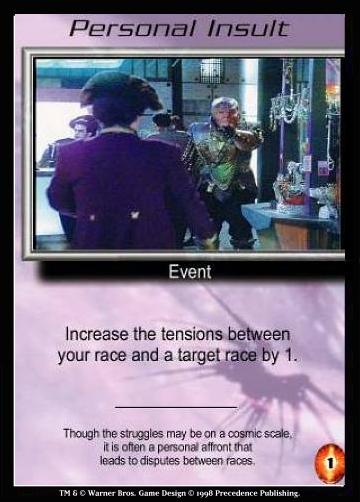 Personal Insult
Event
Increase the tensions between
your race and a target race by 1.
Though the struggles may be on a cosmic scale,
it is often a personal affront that
leads to disputes between races.
1
TM & © Warner Bros. Game Design © 1998 Precedence Publishing.